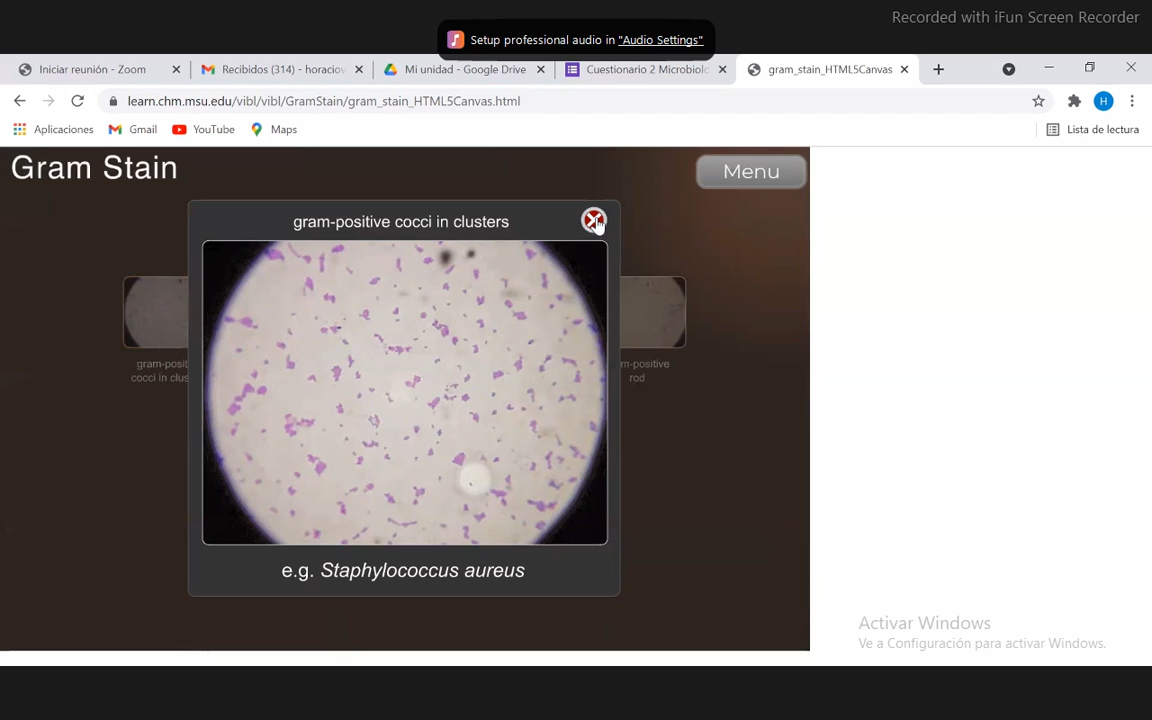 Recorded with iFun Screen Recorder
Setup professional audio in "Audio Settings"
Iniciar reunión - Zoom
Recibidos (314) - horaciov
Mi unidad - Google Drive
Cuestionario 2 Microbiolo
gram_stain_HTML5Canvas
learn.chm.msu.edu/vibl/vibl/GramStain/gram_stain_HTML5Canvas.html
H
Aplicaciones
Gmail
YouTube
Maps
Lista de lectura
Gram Stain
Menu
gram-positive cocci in clusters
gram-posit
cocci in clus
m-positive
rod
e.g. Staphylococcus aureus
Activar Windows
Ve a Configuración para activar Windows.